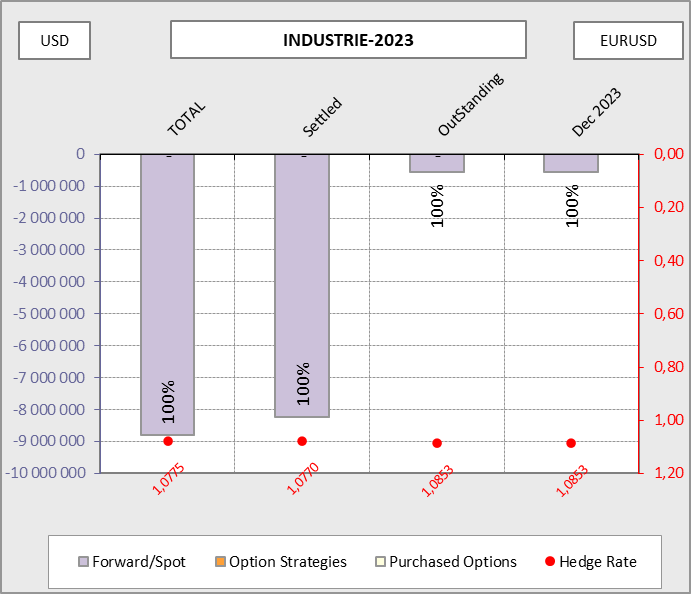 USD
INDUSTRIE-2023
EURUSD
TOTAL
Settled
OutStanding
Dec 2023
0
-1 000 000
-2 000 000
-3 000 000
-4 000 000
-5 000 000
-6 000 000
-7 000 000
-8 000 000
-9 000 000
-10 000 000
-
-
-
100%
100%
100%
100%
0,00
0,20
0,40
0,60
0,80
1,00
1,20
1,0775
1,0770
1,0853
1,0853
Forward/Spot
Option Strategies
Purchased Options
Hedge Rate